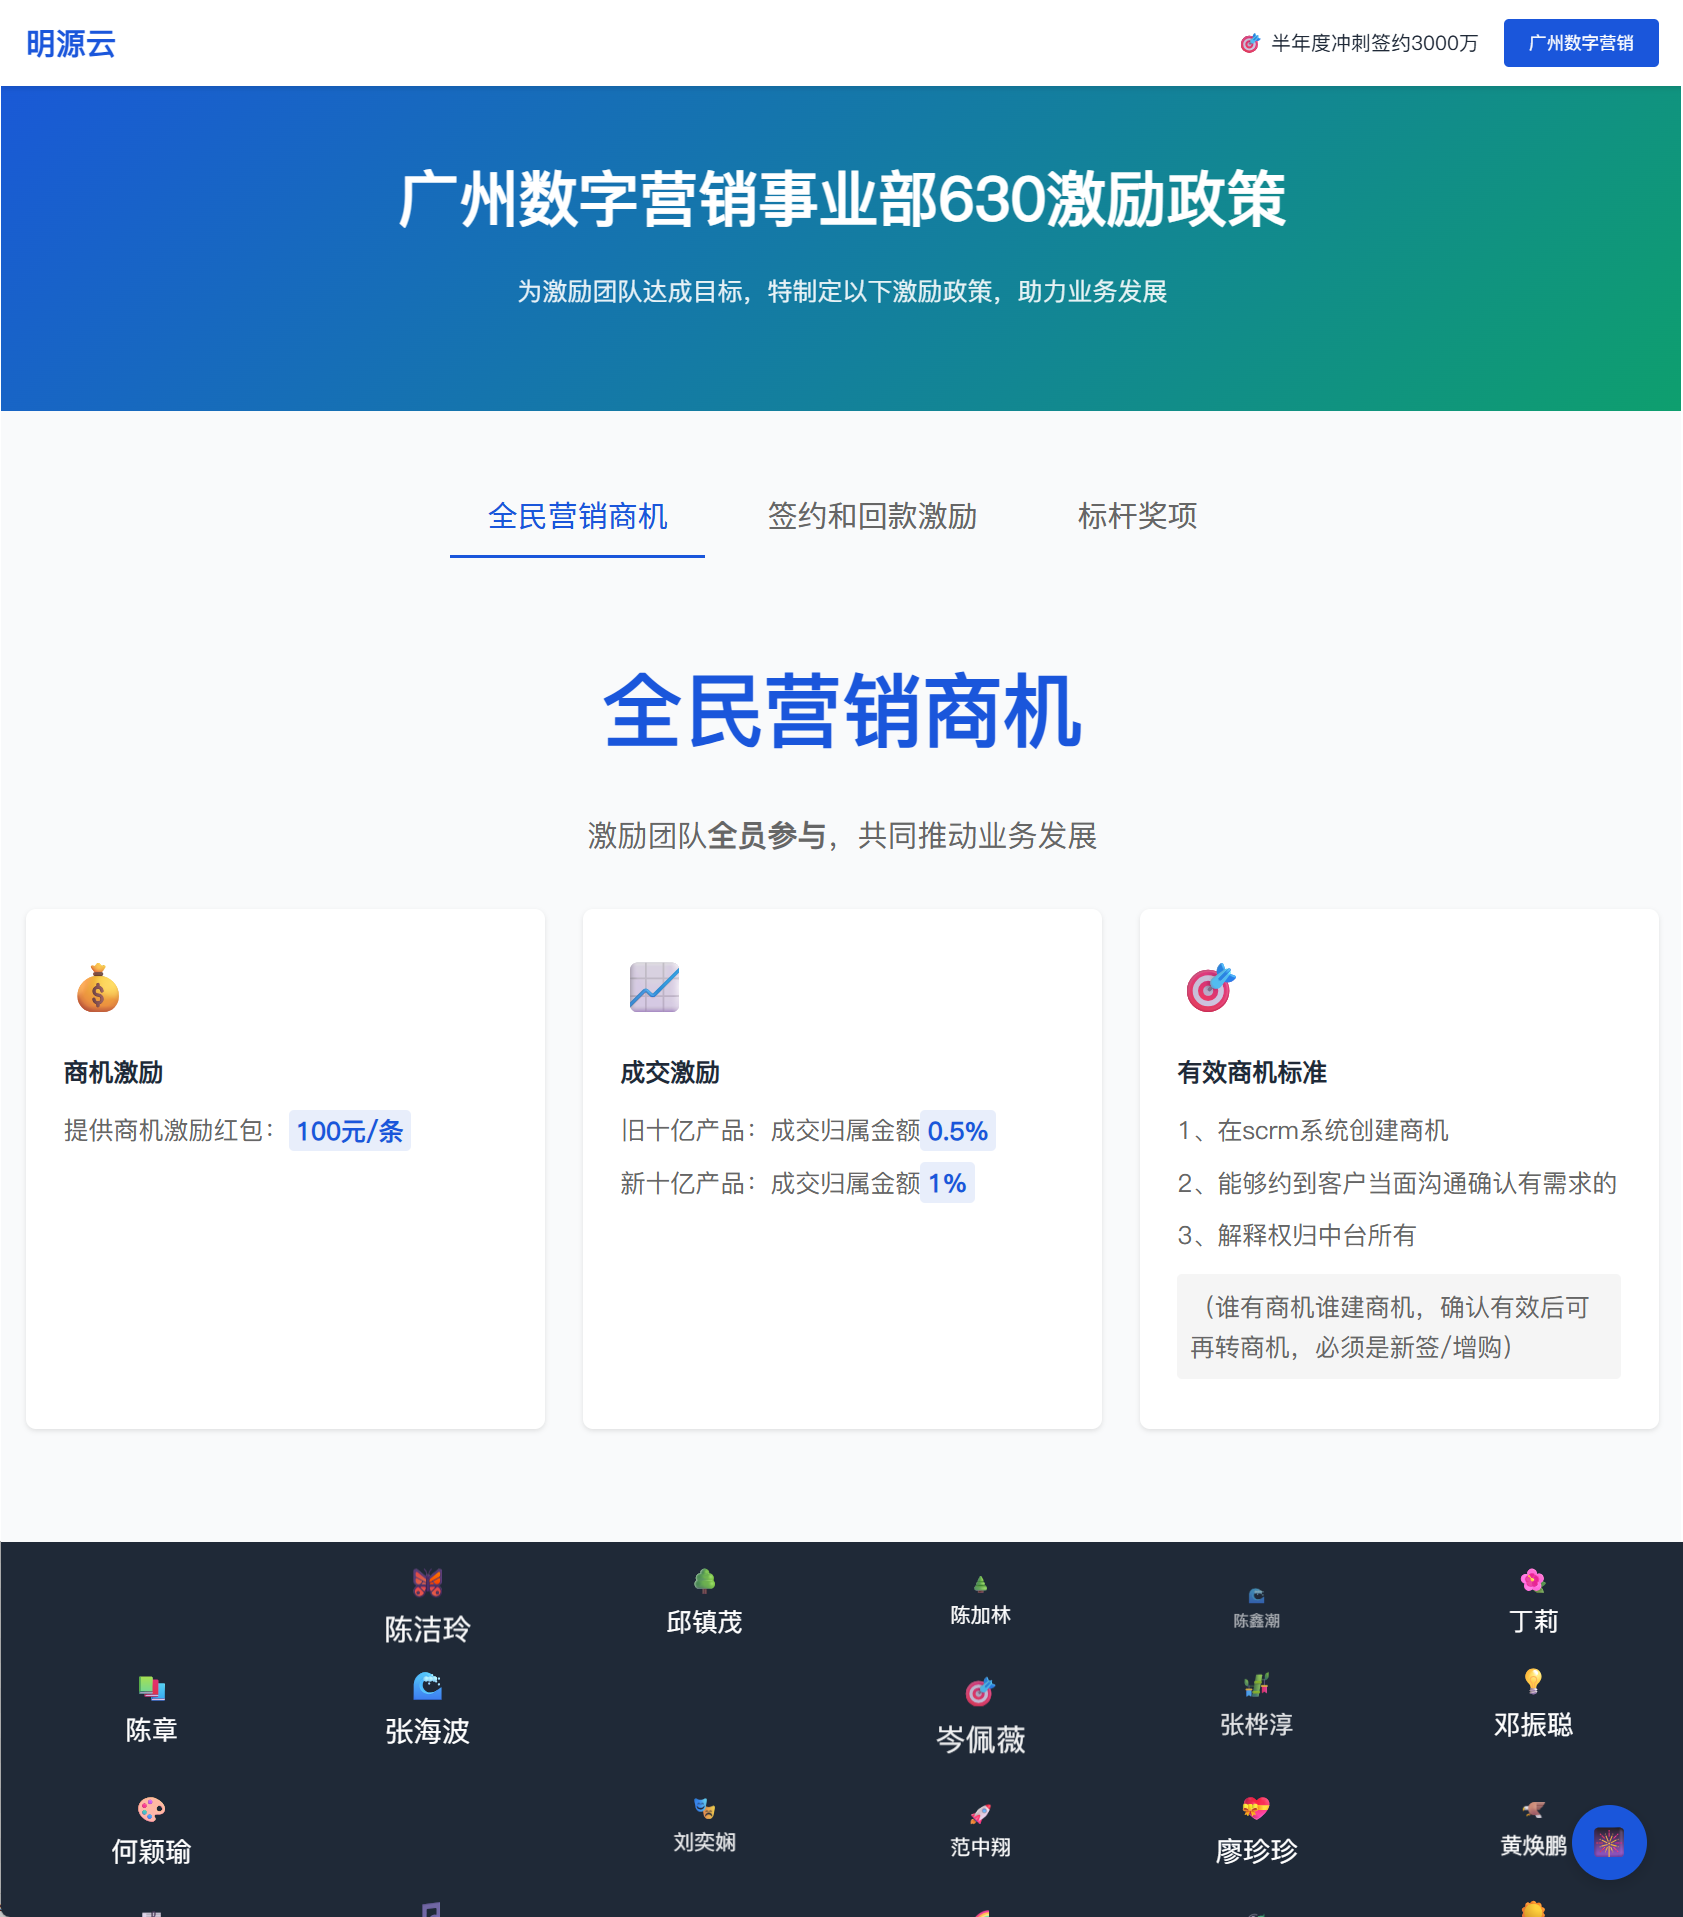 明源云
半年度冲刺签约3000万
广州数字营销
广州数字营销事业部630激励政策
为激励团队达成目标，特制定以下激励政策，助力业务发展
全民营销商机
签约和回款激励
标杆奖项
全民营销商机
激励团队全员参与，共同推动业务发展
商机激励
提供商机激励红包：100元/条
成交激励
旧十亿产品：成交归属金额0.5%
新十亿产品：成交归属金额1%
有效商机标准
1、在scrm系统创建商机
2、能够约到客户当面沟通确认有需求的
3、解释权归中台所有
（谁有商机谁建商机，确认有效后可
再转商机，必须是新签/增购）
陈洁玲
邱镇茂
陈加林
陈鑫潮
丁莉
陈章
张海波
岑佩薇
张桦淳
邓振聪
何颖瑜
刘奕娴
范中翔
廖珍珍
黄焕鹏